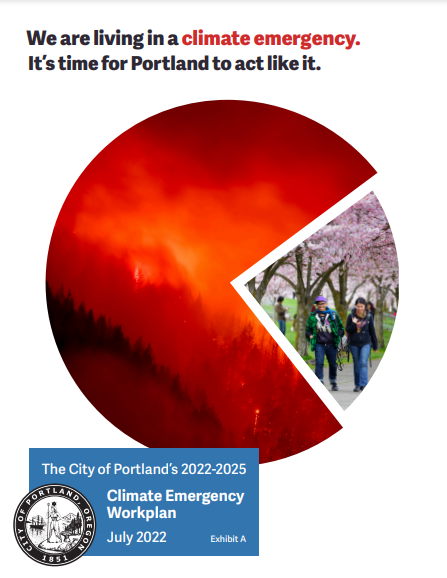 We are living in a climate emergency.
It's time for Portland to act like it.
The City of Portland's 2022-2025
Climate Emergency
Workplan
July 2022
Exhibit A
CITY OF PORTLAND, OREGON
1851